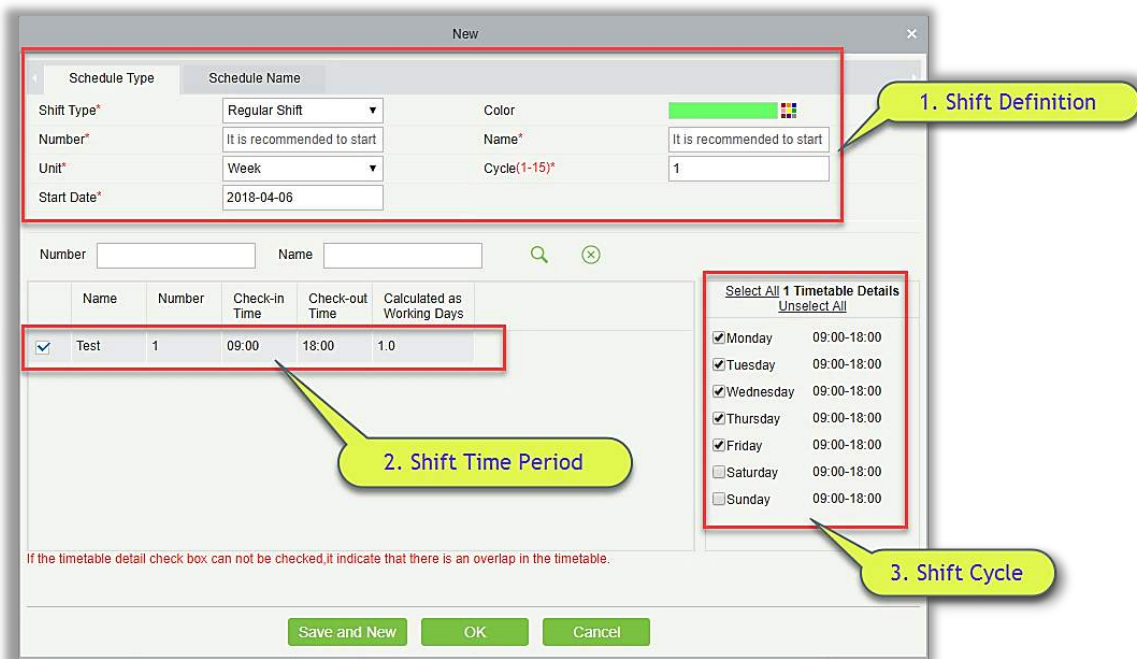 New
Schedule Type Schedule Name
Shift Type* Regular Shift Color
Number* It is recommended to start Name* It is recommended to start
Unit* Week Cycle(1-15)* 1
Start Date* 2018-04-06
1. Shift Definition
Number Name
Name Number Check-in Time Check-out Time Calculated as Working Days
Test 1 09:00 18:00 1.0
2. Shift Time Period
Select All 1 Timetable Details
Unselect All
Monday 09:00-18:00
Tuesday 09:00-18:00
Wednesday 09:00-18:00
Thursday 09:00-18:00
Friday 09:00-18:00
Saturday 09:00-18:00
Sunday 09:00-18:00
3. Shift Cycle
If the timetable detail check box can not be checked,it indicate that there is an overlap in the timetable.
Save and New OK Cancel